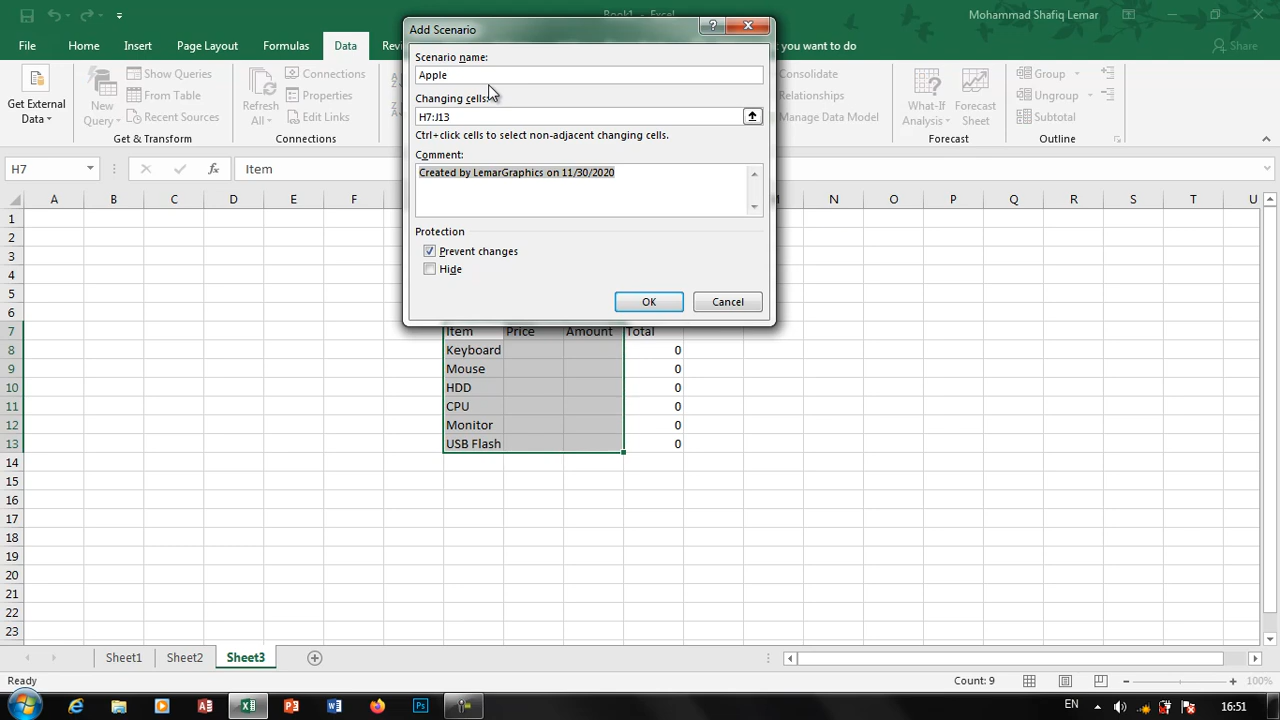 Book1 - Excel
Mohammad Shafiq Lemar
File Home Insert Page Layout Formulas Data you want to do Share
Get External
Data
New
Query
Show Queries
From Table
Recent Sources
Get & Transform
Refresh
All
Connections
Properties
Edit Links
Consolidate
Relationships
Manage Data Model
What-If
Analysis
Forecast
Sheet
Forecast
Group
Ungroup
Subtotal
Outline
Add Scenario
Scenario name:
Apple
Changing cells:
H7:J13
Ctrl+click cells to select non-adjacent changing cells.
Comment:
Created by LemarGraphics on 11/30/2020
Protection
Prevent changes
Hide
OK Cancel
H7 fx Item
A B C D E F N O P Q R S T U
1
2
3
4
5
6
7 Item Price Amount Total
8 Keyboard 0
9 Mouse 0
10 HDD 0
11 CPU 0
12 Monitor 0
13 USB Flash 0
14
15
16
17
18
19
20
21
22
23
Sheet1 Sheet2 Sheet3
Ready Count: 9 100%
EN 16:51